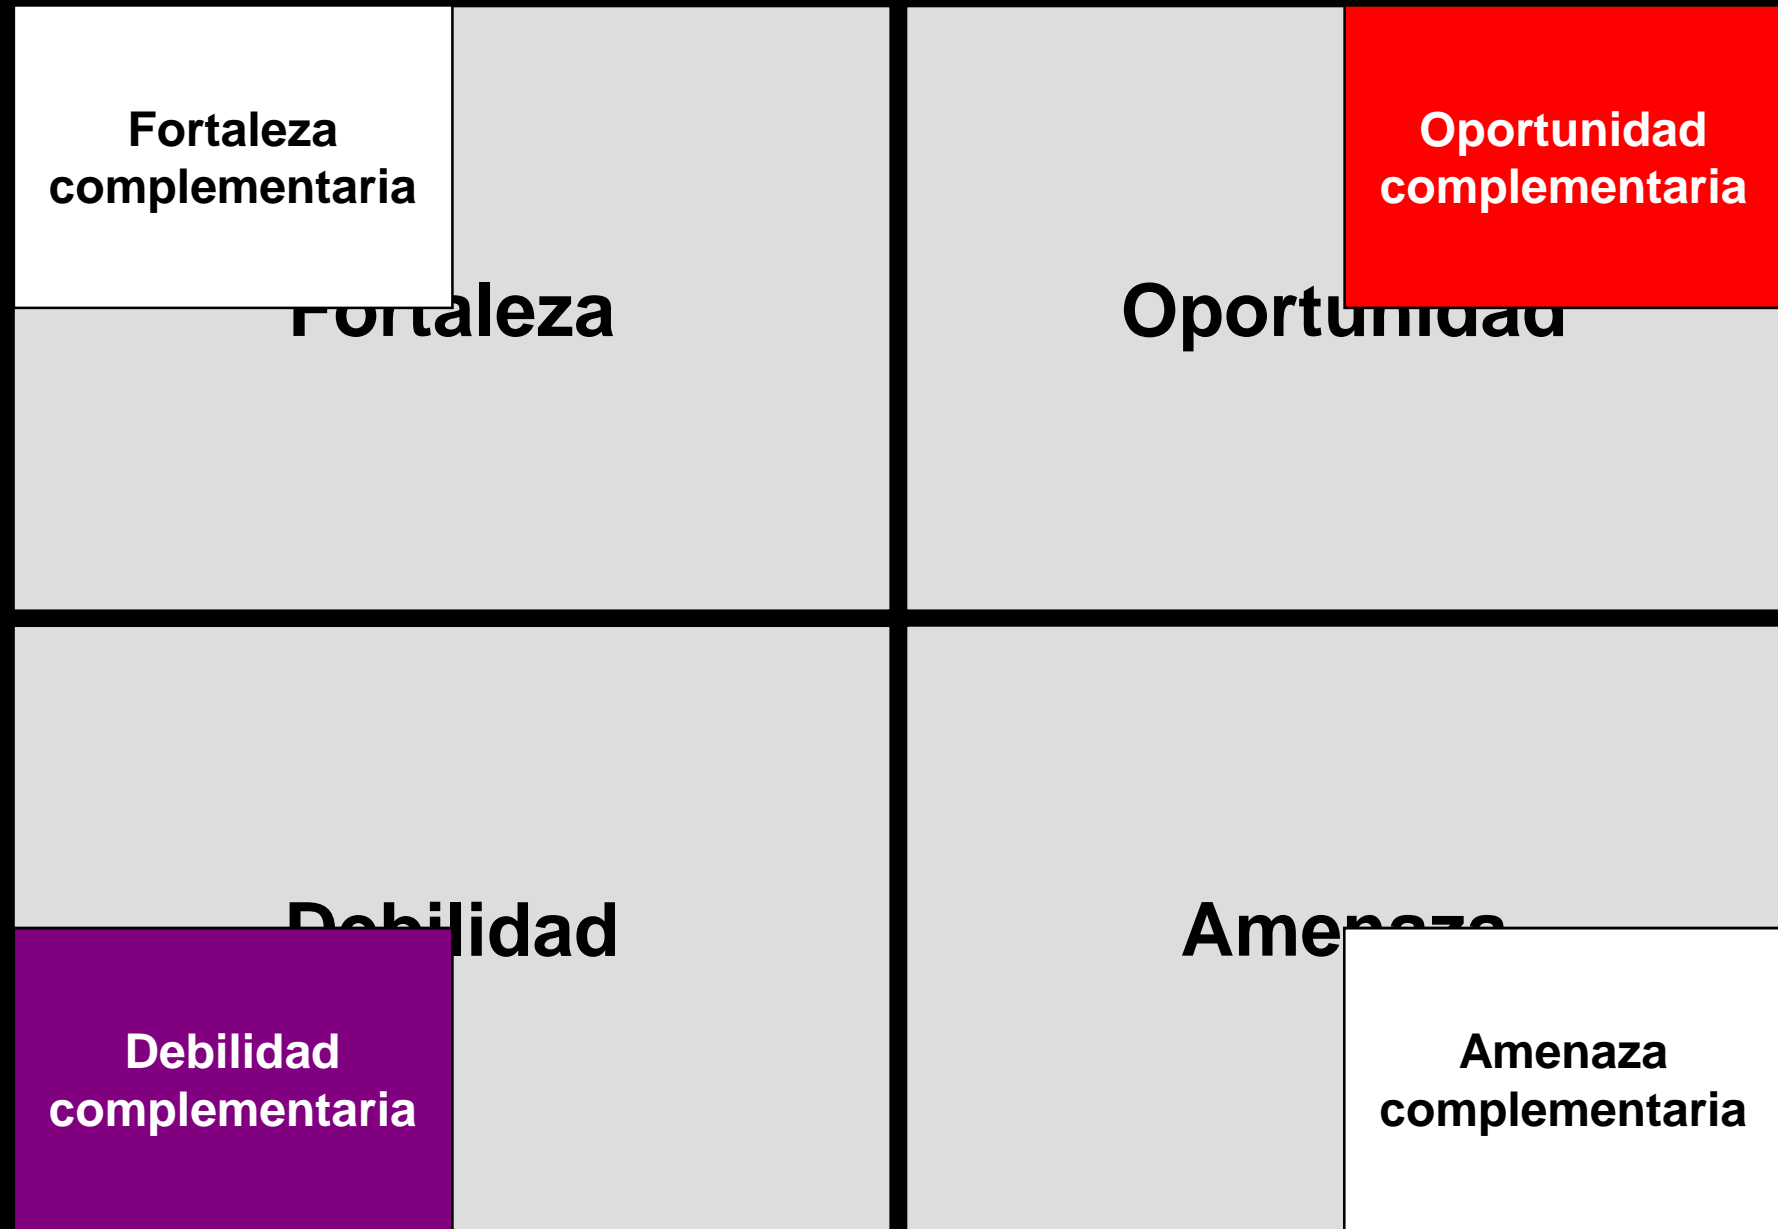 Fortaleza
complementaria
Oportunidad
complementaria
Fortaleza
Oportunidad
Debilidad
Amenaza
Debilidad
complementaria
Amenaza
complementaria